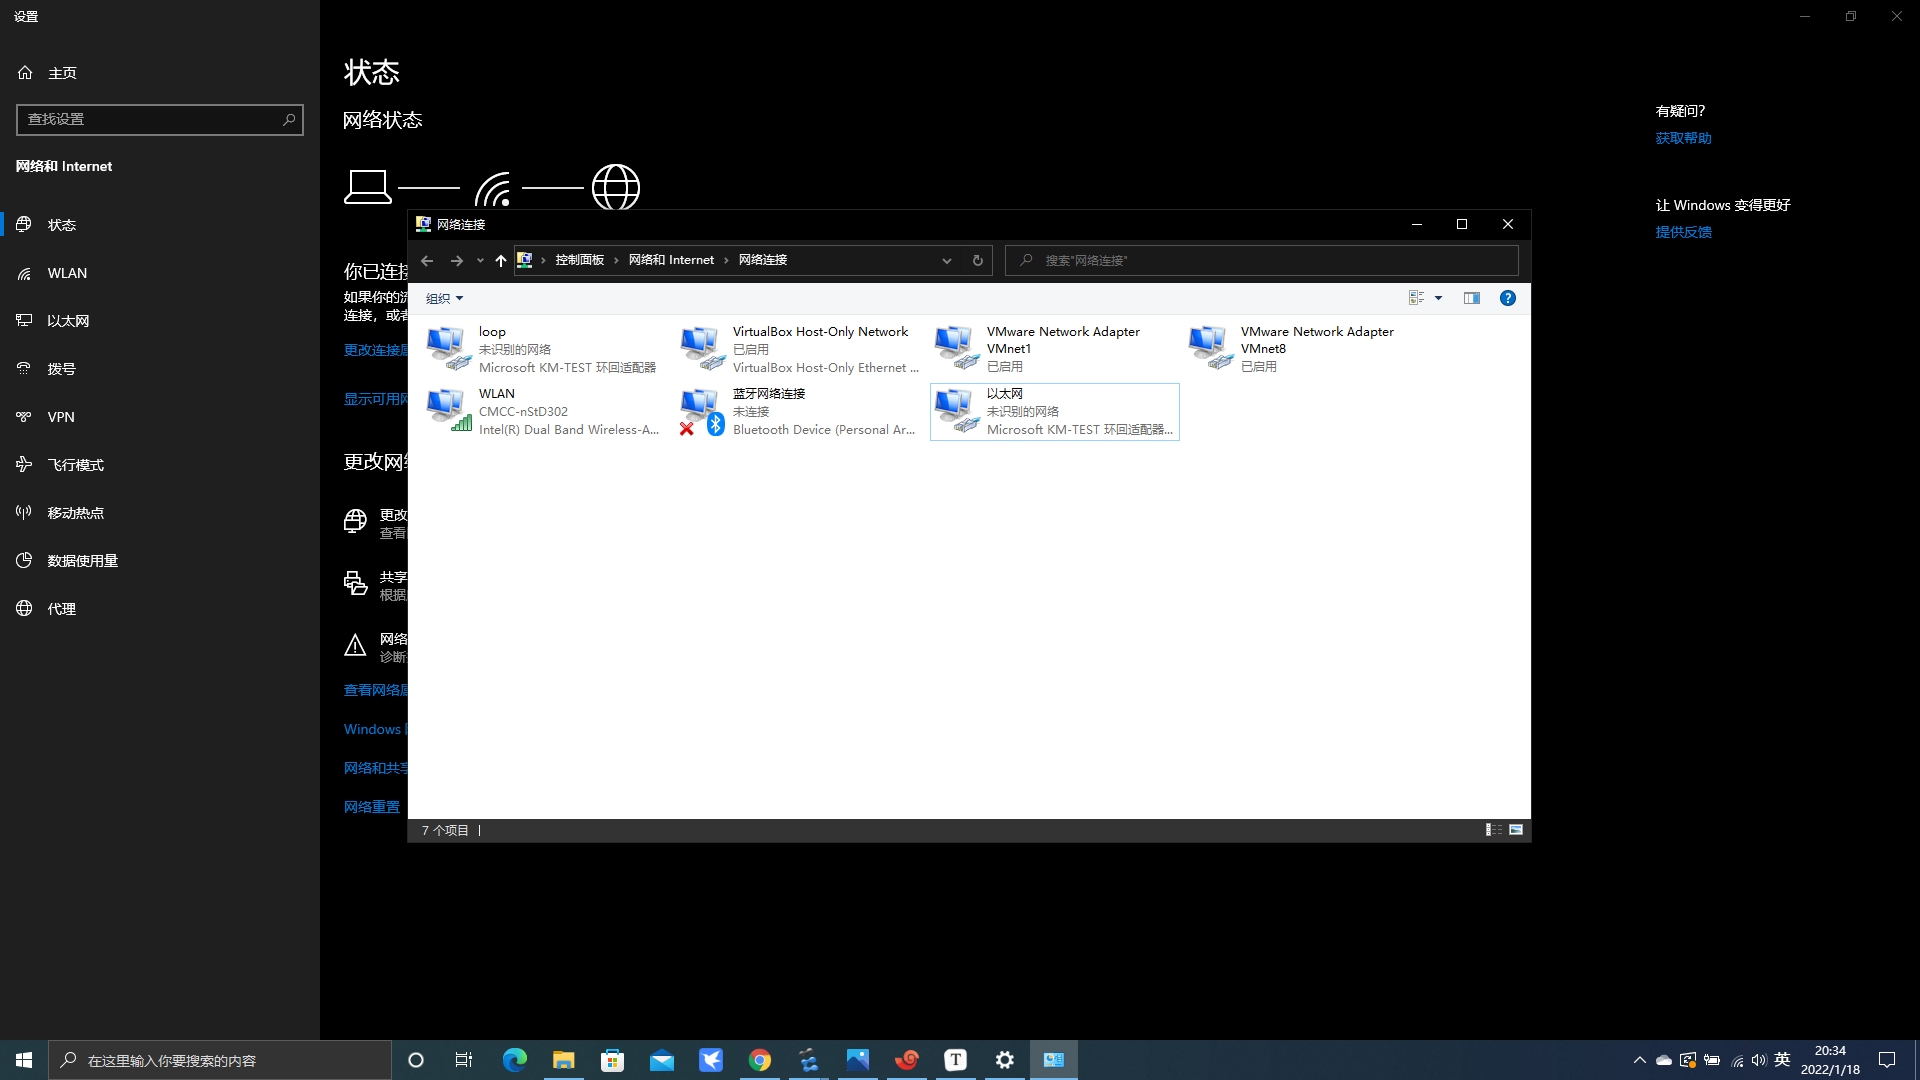 设置
主页
查找设置
网络和 Internet
状态
WLAN
以太网
拨号
VPN
飞行模式
移动热点
数据使用量
代理
状态
网络状态
你已连接
如果你的流
连接，或者
更改连接属
显示可用网
更改网络
更改
查看
共享
根据
网络
诊断
查看网络属
Windows
网络和共享
网络重置
有疑问?
获取帮助
让 Windows 变得更好
提供反馈
网络连接
控制面板 › 网络和 Internet › 网络连接
搜索"网络连接"
组织
loop
未识别的网络
Microsoft KM-TEST 环回适配器
VirtualBox Host-Only Network
已启用
VirtualBox Host-Only Ethernet ...
VMware Network Adapter
VMnet1
已启用
VMware Network Adapter
VMnet8
已启用
WLAN
CMCC-nStD302
Intel(R) Dual Band Wireless-A...
蓝牙网络连接
未连接
Bluetooth Device (Personal Ar...
以太网
未识别的网络
Microsoft KM-TEST 环回适配器...
7 个项目
在这里输入你要搜索的内容
T
英
20:34
2022/1/18